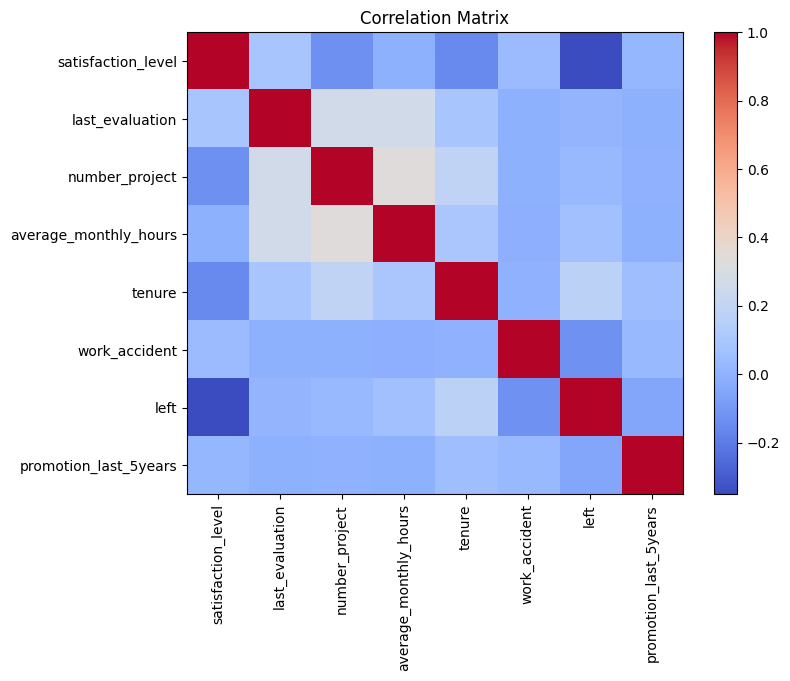 Correlation Matrix
satisfaction_level
last_evaluation
number_project
average_monthly_hours
tenure
work_accident
left
promotion_last_5years
satisfaction_level
last_evaluation
number_project
average_monthly_hours
tenure
work_accident
left
promotion_last_5years
1.0
0.8
0.6
0.4
0.2
0.0
−0.2